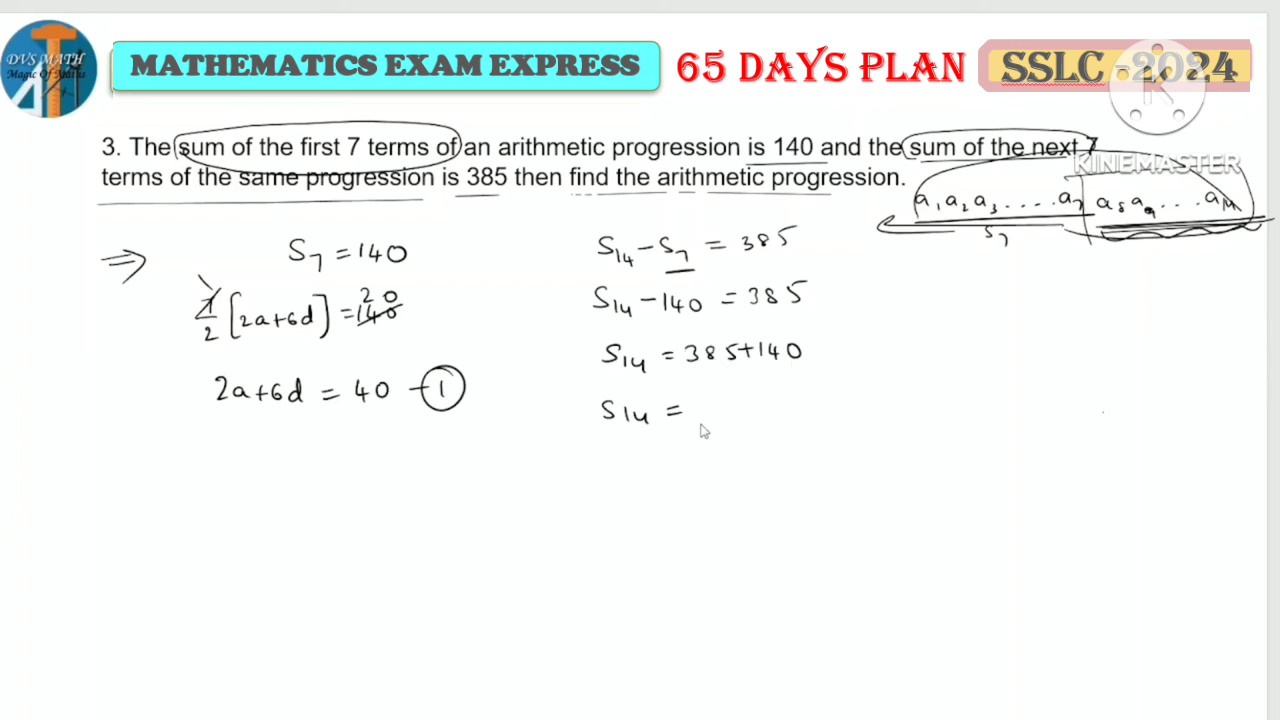 DVS MATH
Magic Of Maths
MATHEMATICS EXAM EXPRESS
65 DAYS PLAN
SSLC -2024
KINEMASTER
3. The sum of the first 7 terms of an arithmetic progression is 140 and the sum of the next 7
terms of the same progression is 385 then find the arithmetic progression.
a₁ a₂ a₃ .... a₇ a₈ a₉ ... a₁₄
S₇
⇒ S₇ = 140
7/2 [2a+6d] = 140 20
2a+6d = 40 – 1
S₁₄ – S₇ = 385
S₁₄ – 140 = 385
S₁₄ = 385+140
S₁₄ =